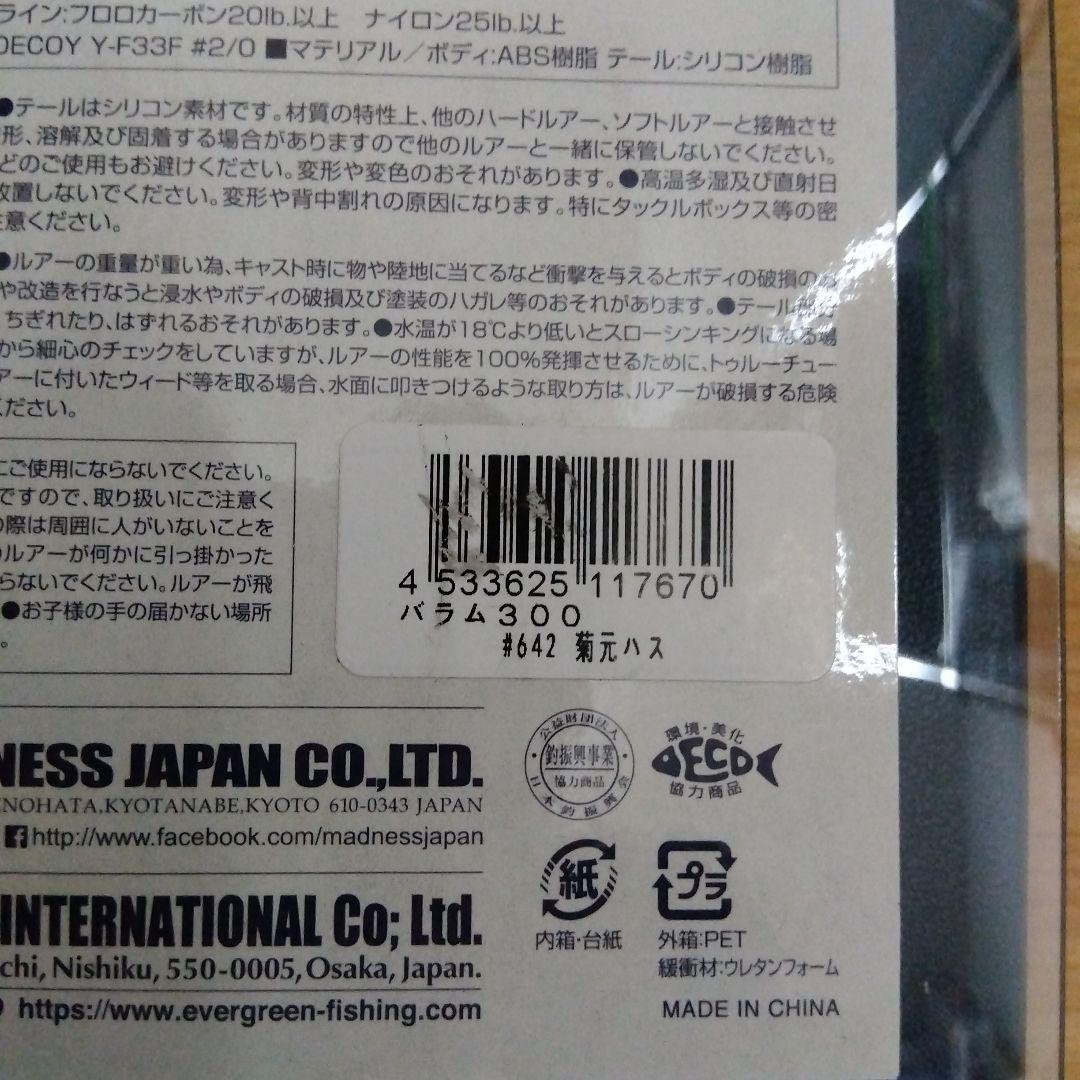 ライン:フロロカーボン20lb.以上　ナイロン25lb.以上
DECOY Y-F33F #2/0 ■マテリアル／ボディ:ABS樹脂 テール:シリコン樹脂
●テールはシリコン素材です。材質の特性上、他のハードルアー、ソフトルアーと接触させ
形、溶解及び固着する場合がありますので他のルアーと一緒に保管しないでください。
どのご使用もお避けください。変形や変色のおそれがあります。●高温多湿及び直射日
放置しないでください。変形や背中割れの原因になります。特にタックルボックス等の密
注意ください。
●ルアーの重量が重い為、キャスト時に物や陸地に当てるなど衝撃を与えるとボディの破損の
や改造を行なうと浸水やボディの破損及び塗装のハガレ等のおそれがあります。●テール
ちぎれたり、はずれるおそれがあります。●水温が18℃より低いとスローシンキングになる場
から細心のチェックをしていますが、ルアーの性能を100%発揮させるために、トゥルーチュー
アーに付いたウィード等を取る場合、水面に叩きつけるような取り方は、ルアーが破損する危険
ください。
にご使用にならないでください。
ですので、取り扱いにご注意く
の際は周囲に人がいないことを
のルアーが何かに引っ掛かった
らないでください。ルアーが飛
●お子様の手の届かない場所
。
4 533625 117670
バラム300
#642 菊元ハス
NESS JAPAN CO.,LTD.
ENOHATA,KYOTANABE,KYOTO 610-0343 JAPAN
http://www.facebook.com/madnessjapan
INTERNATIONAL Co; Ltd.
chi, Nishiku, 550-0005, Osaka, Japan.
https://www.evergreen-fishing.com
公益財団法人
釣振興事業
協力商品
日本釣振興会
環境・美化
DECO
協力商品
紙
内箱・台紙
プラ
外箱:PET
緩衝材:ウレタンフォーム
MADE IN CHINA